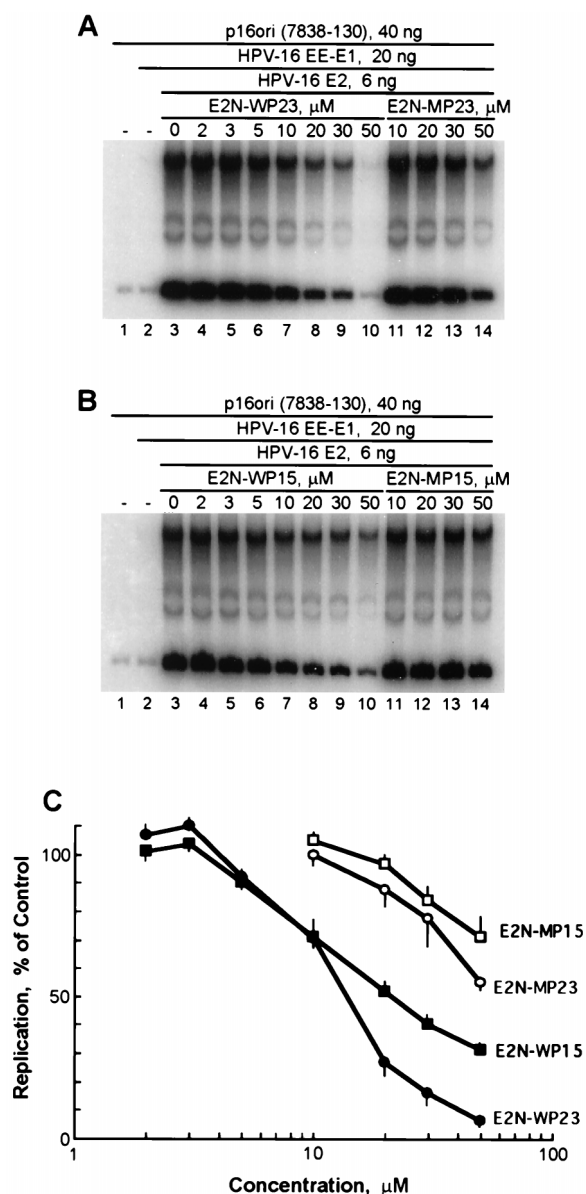 A
p16ori (7838-130), 40 ng
HPV-16 EE-E1, 20 ng
HPV-16 E2, 6 ng
E2N-WP23, μM E2N-MP23, μM
- - 0 2 3 5 10 20 30 50 10 20 30 50
1 2 3 4 5 6 7 8 9 10 11 12 13 14
B
p16ori (7838-130), 40 ng
HPV-16 EE-E1, 20 ng
HPV-16 E2, 6 ng
E2N-WP15, μM E2N-MP15, μM
- - 0 2 3 5 10 20 30 50 10 20 30 50
1 2 3 4 5 6 7 8 9 10 11 12 13 14
C
Replication, % of Control
100
50
0
E2N-MP15
E2N-MP23
E2N-WP15
E2N-WP23
1 10 100
Concentration, μM